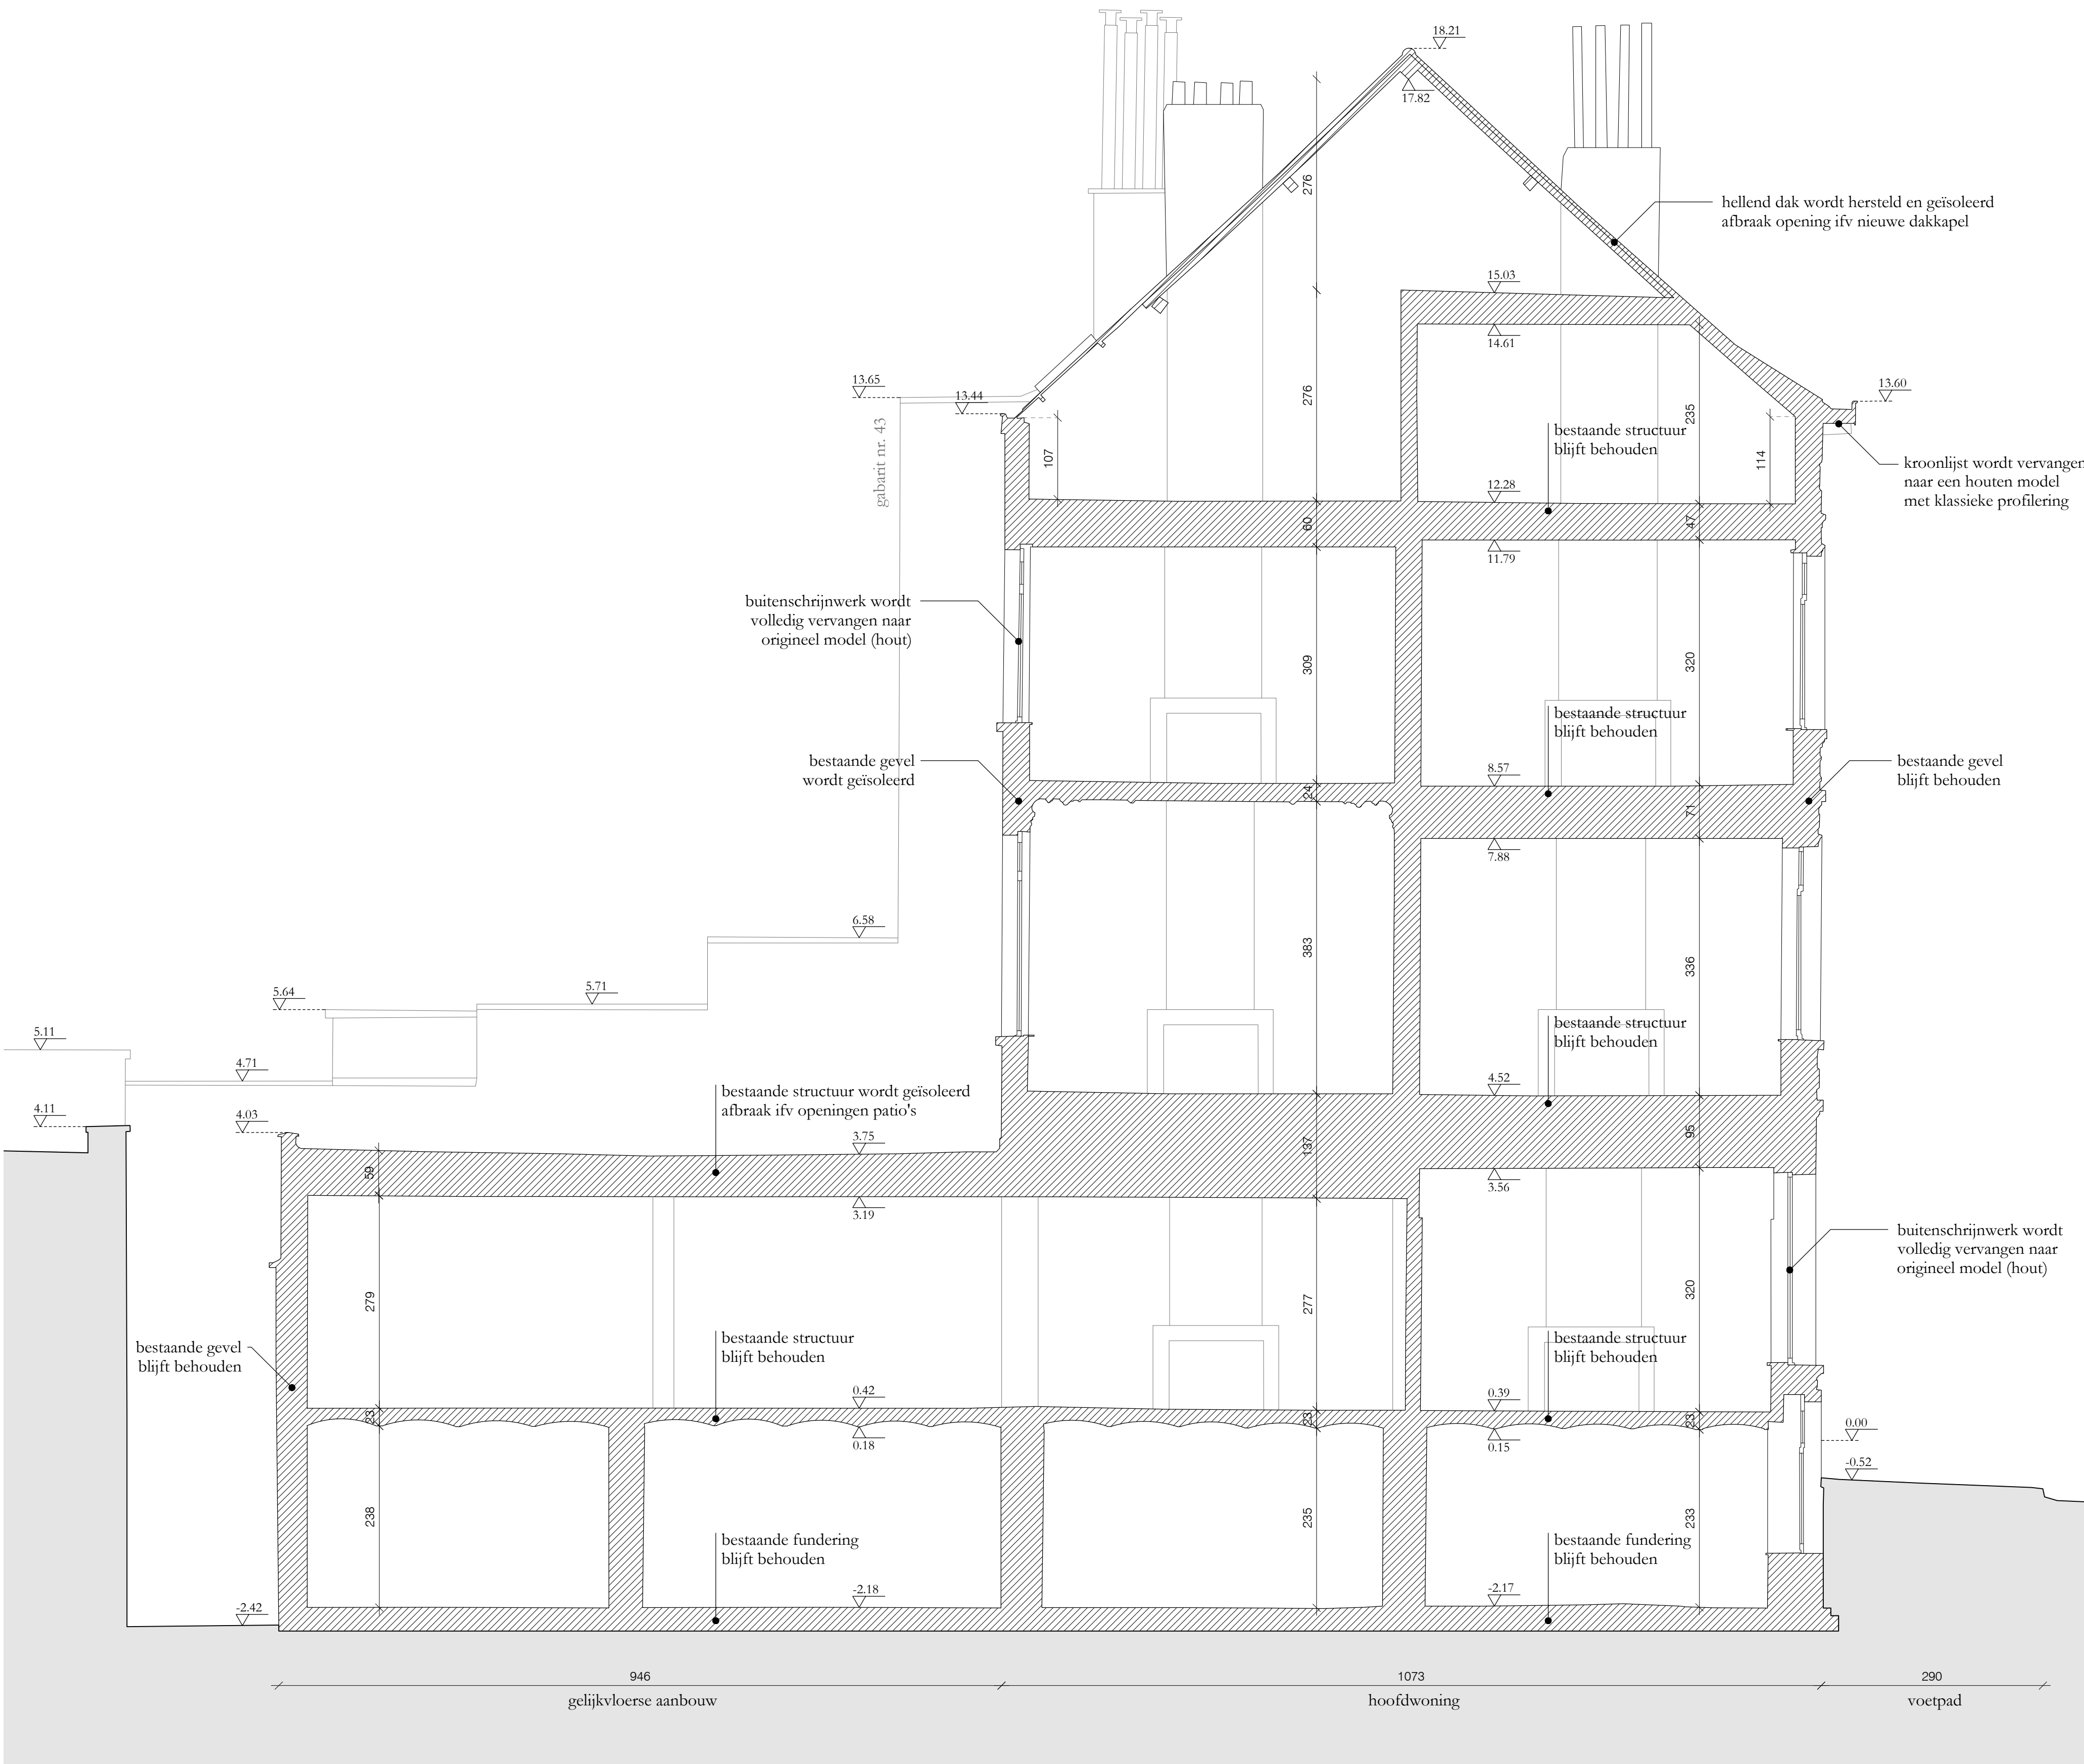 18.21
17.82
276
hellend dak wordt hersteld en geïsoleerd
afbraak opening ifv nieuwe dakkapel
15.03
14.61
13.65
13.44
13.60
gabarit nr. 43
107
276
235
114
bestaande structuur
blijft behouden
kroonlijst wordt vervangen
naar een houten model
met klassieke profilering
12.28
60
47
11.79
buitenschrijnwerk wordt
volledig vervangen naar
origineel model (hout)
309
320
bestaande structuur
blijft behouden
bestaande gevel
wordt geïsoleerd
8.57
bestaande gevel
blijft behouden
24
71
7.88
6.58
383
336
5.64
5.71
5.11
4.71
bestaande structuur
blijft behouden
4.52
bestaande structuur wordt geïsoleerd
afbraak ifv openingen patio's
4.11
4.03
3.75
137
95
59
3.56
3.19
buitenschrijnwerk wordt
volledig vervangen naar
origineel model (hout)
279
277
320
bestaande gevel
blijft behouden
bestaande structuur
blijft behouden
bestaande structuur
blijft behouden
0.42
0.39
23
23
23
0.18
0.15
0.00
-0.52
238
235
233
bestaande fundering
blijft behouden
bestaande fundering
blijft behouden
-2.42
-2.18
-2.17
946
1073
290
gelijkvloerse aanbouw
hoofdwoning
voetpad